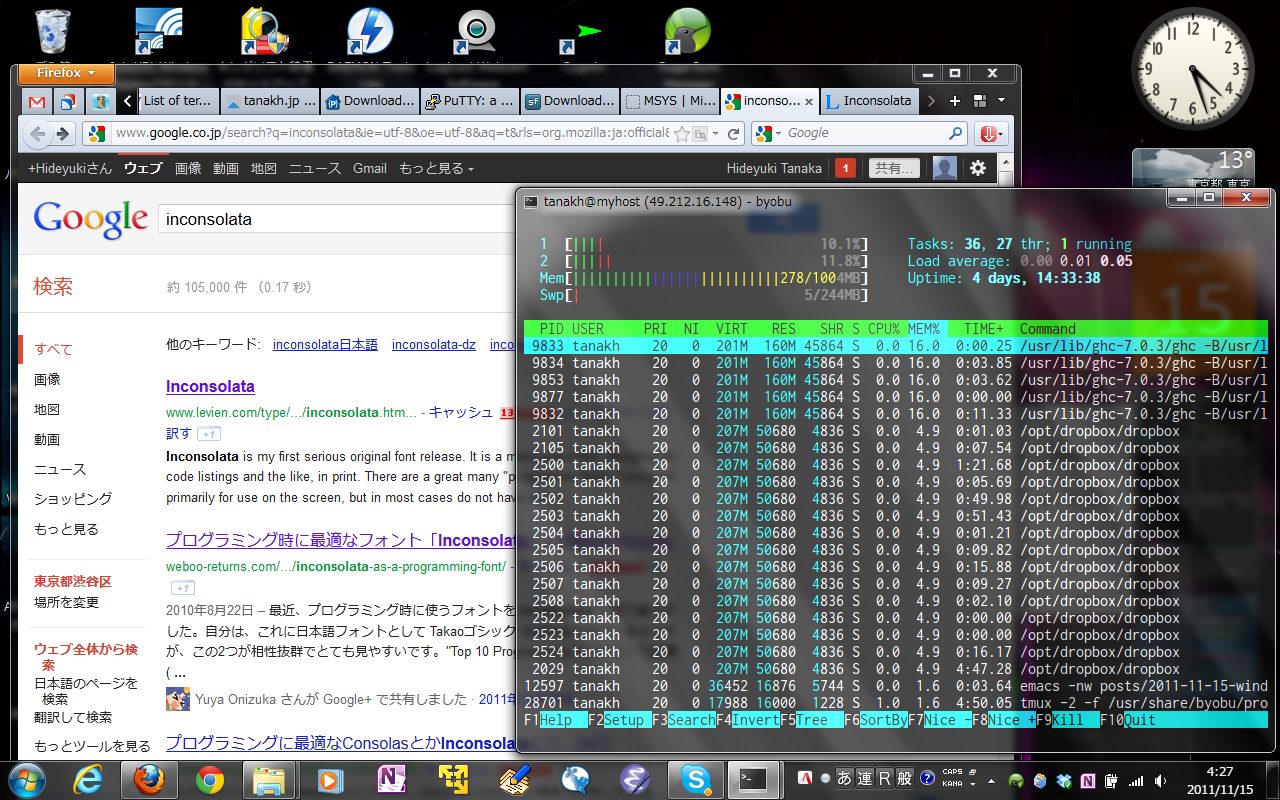 Firefox
List of ter...
tanakh.jp ...
Download...
PuTTY: a ...
Download...
MSYS | Mi...
inconso...
Inconsolata
www.google.co.jp/search?q=inconsolata&ie=utf-8&oe=utf-8&aq=t&rls=org.mozilla:ja:official&
Google
+Hideyukiさん ウェブ 画像 動画 地図 ニュース Gmail もっと見る
Hideyuki Tanaka 1 共有...
13°
東京都 東京
Google
inconsolata
検索
約 105,000 件 (0.17 秒)
すべて
画像
地図
動画
ニュース
ショッピング
もっと見る
東京都渋谷区
場所を変更
ウェブ全体から検
索
日本語のページを
検索
翻訳して検索
もっとツールを見る
他のキーワード: inconsolata日本語 inconsolata-dz inco
Inconsolata
www.levien.com/type/.../inconsolata.htm... - キャッシュ 13
訳す +1
Inconsolata is my first serious original font release. It is a m
code listings and the like, in print. There are a great many "p
primarily for use on the screen, but in most cases do not hav
プログラミング時に最適なフォント「Inconsola
weboo-returns.com/.../inconsolata-as-a-programming-font/ -
+1
2010年8月22日 – 最近、プログラミング時に使うフォントを
した。自分は、これに日本語フォントとして Takaoゴシック
が、この2つが相性抜群でとても見やすいです。"Top 10 Prog
( ...
Yuya Onizuka さんが Google+ で共有しました - 2011年
プログラミングに最適なConsolasとかInconsola
tanakh@myhost (49.212.16.148) - byobu
1 [|||| 10.1%] Tasks: 36, 27 thr; 1 running
2 [||||| 11.8%] Load average: 0.00 0.01 0.05
Mem[||||||||||||||||||||||||||278/1004MB] Uptime: 4 days, 14:33:38
Swp[| 5/244MB]
PID USER PRI NI VIRT RES SHR S CPU% MEM% TIME+ Command
9833 tanakh 20 0 201M 160M 45864 S 0.0 16.0 0:00.25 /usr/lib/ghc-7.0.3/ghc -B/usr/l
9834 tanakh 20 0 201M 160M 45864 S 0.0 16.0 0:03.85 /usr/lib/ghc-7.0.3/ghc -B/usr/l
9853 tanakh 20 0 201M 160M 45864 S 0.0 16.0 0:03.62 /usr/lib/ghc-7.0.3/ghc -B/usr/l
9877 tanakh 20 0 201M 160M 45864 S 0.0 16.0 0:00.00 /usr/lib/ghc-7.0.3/ghc -B/usr/l
9832 tanakh 20 0 201M 160M 45864 S 0.0 16.0 0:11.33 /usr/lib/ghc-7.0.3/ghc -B/usr/l
2101 tanakh 20 0 207M 50680 4836 S 0.0 4.9 0:01.03 /opt/dropbox/dropbox
2105 tanakh 20 0 207M 50680 4836 S 0.0 4.9 0:07.54 /opt/dropbox/dropbox
2500 tanakh 20 0 207M 50680 4836 S 0.0 4.9 1:21.68 /opt/dropbox/dropbox
2501 tanakh 20 0 207M 50680 4836 S 0.0 4.9 0:05.69 /opt/dropbox/dropbox
2502 tanakh 20 0 207M 50680 4836 S 0.0 4.9 0:49.98 /opt/dropbox/dropbox
2503 tanakh 20 0 207M 50680 4836 S 0.0 4.9 0:51.43 /opt/dropbox/dropbox
2504 tanakh 20 0 207M 50680 4836 S 0.0 4.9 0:01.21 /opt/dropbox/dropbox
2505 tanakh 20 0 207M 50680 4836 S 0.0 4.9 0:09.82 /opt/dropbox/dropbox
2506 tanakh 20 0 207M 50680 4836 S 0.0 4.9 0:15.88 /opt/dropbox/dropbox
2507 tanakh 20 0 207M 50680 4836 S 0.0 4.9 0:09.27 /opt/dropbox/dropbox
2508 tanakh 20 0 207M 50680 4836 S 0.0 4.9 0:02.10 /opt/dropbox/dropbox
2522 tanakh 20 0 207M 50680 4836 S 0.0 4.9 0:00.00 /opt/dropbox/dropbox
2523 tanakh 20 0 207M 50680 4836 S 0.0 4.9 0:00.00 /opt/dropbox/dropbox
2524 tanakh 20 0 207M 50680 4836 S 0.0 4.9 0:16.17 /opt/dropbox/dropbox
2029 tanakh 20 0 207M 50680 4836 S 0.0 4.9 4:47.28 /opt/dropbox/dropbox
12597 tanakh 20 0 36452 16876 5744 S 0.0 1.6 0:03.64 emacs -nw posts/2011-11-15-wind
28701 tanakh 20 0 17988 16000 1228 S 1.0 1.6 4:50.05 tmux -2 -f /usr/share/byobu/pro
F1Help F2Setup F3SearchF4InvertF5Tree F6SortByF7Nice -F8Nice +F9Kill F10Quit
A あ 連 R 般 CAPS
KANA
4:27
2011/11/15